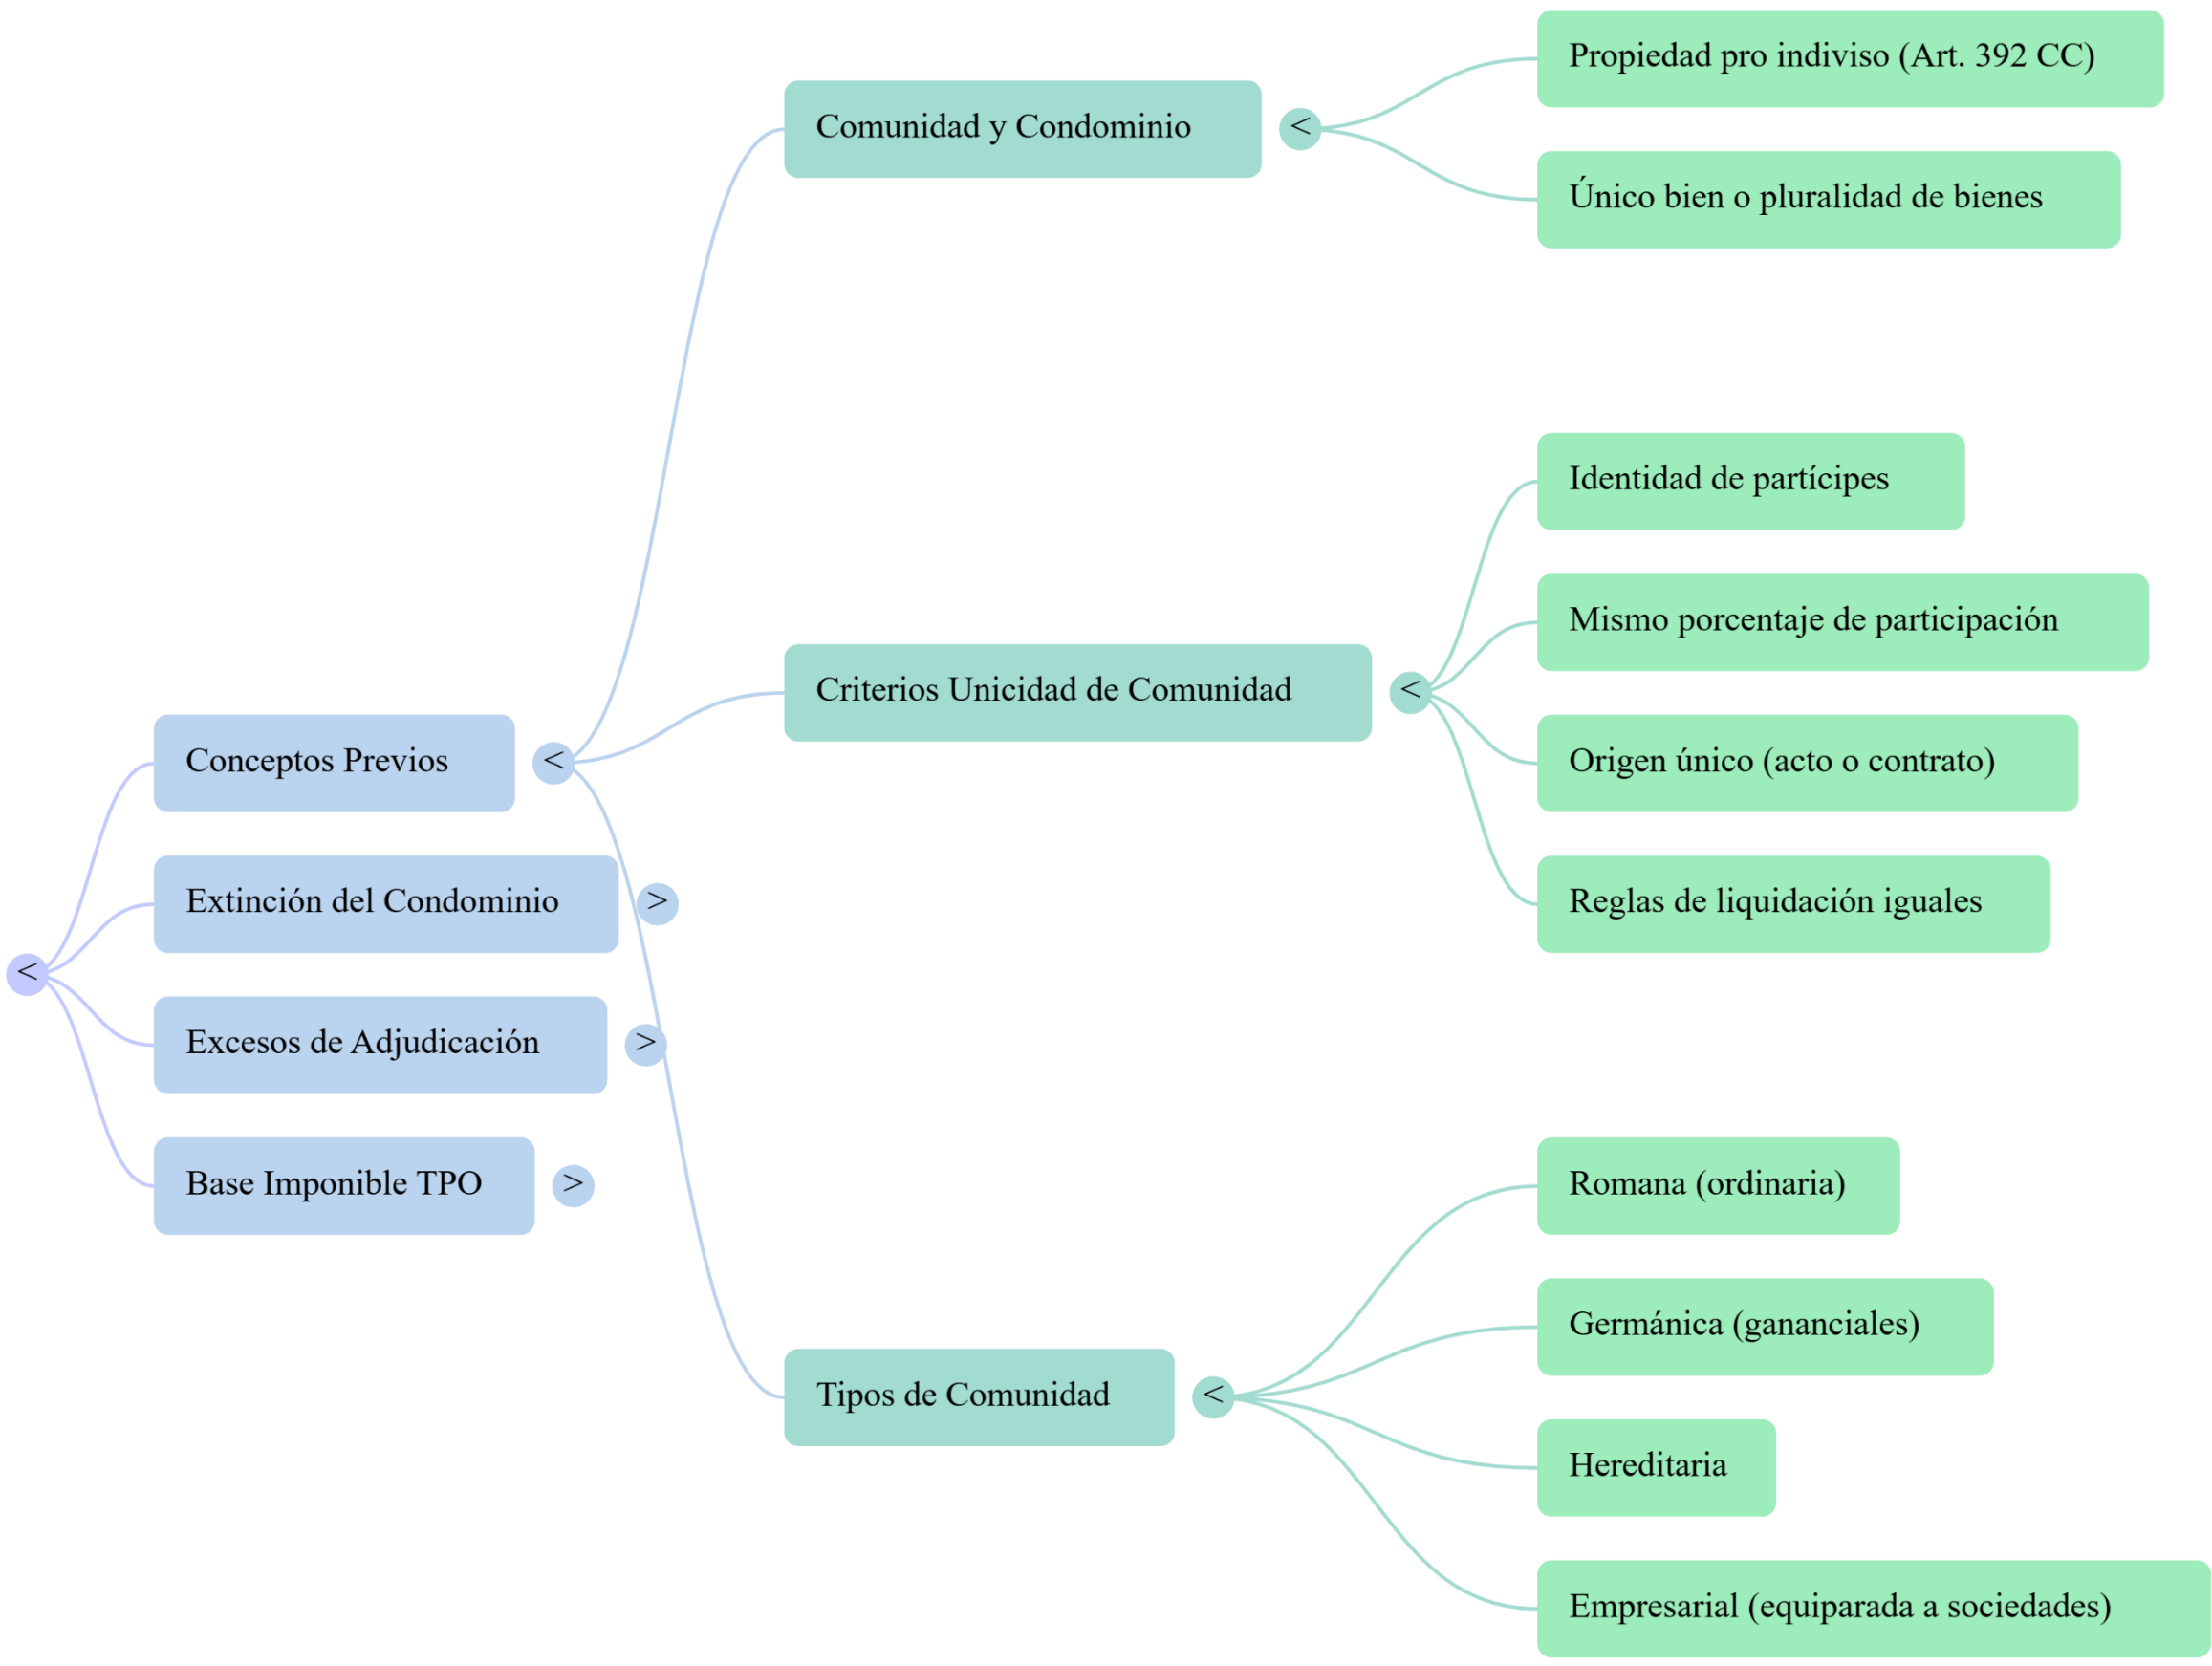 Conceptos Previos
Extinción del Condominio
Excesos de Adjudicación
Base Imponible TPO
Comunidad y Condominio
Propiedad pro indiviso (Art. 392 CC)
Único bien o pluralidad de bienes
Criterios Unicidad de Comunidad
Identidad de partícipes
Mismo porcentaje de participación
Origen único (acto o contrato)
Reglas de liquidación iguales
Tipos de Comunidad
Romana (ordinaria)
Germánica (gananciales)
Hereditaria
Empresarial (equiparada a sociedades)